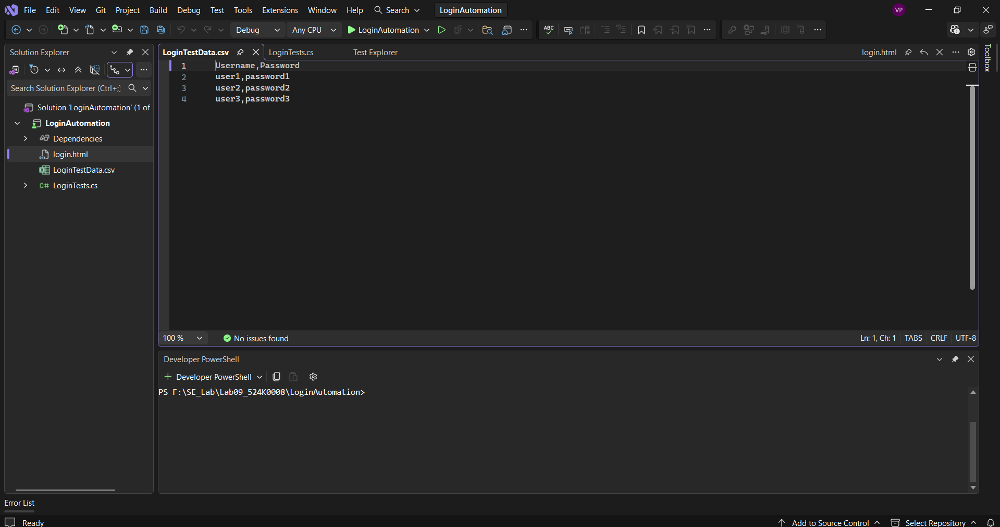 File Edit View Git Project Build Debug Test Tools Extensions Window Help Search LoginAutomation VP
Debug Any CPU LoginAutomation ABC
Solution Explorer
Search Solution Explorer (Ctrl+;)
Solution 'LoginAutomation' (1 of
LoginAutomation
Dependencies
login.html
LoginTestData.csv
C# LoginTests.cs
LoginTestData.csv LoginTests.cs Test Explorer login.html
Toolbox
1 Username,Password
2 user1,password1
3 user2,password2
4 user3,password3
100 % No issues found Ln: 1, Ch: 1 TABS CRLF UTF-8
Developer PowerShell
Developer PowerShell
PS F:\SE_Lab\Lab09_524K0008\LoginAutomation>
Error List
Ready Add to Source Control Select Repository